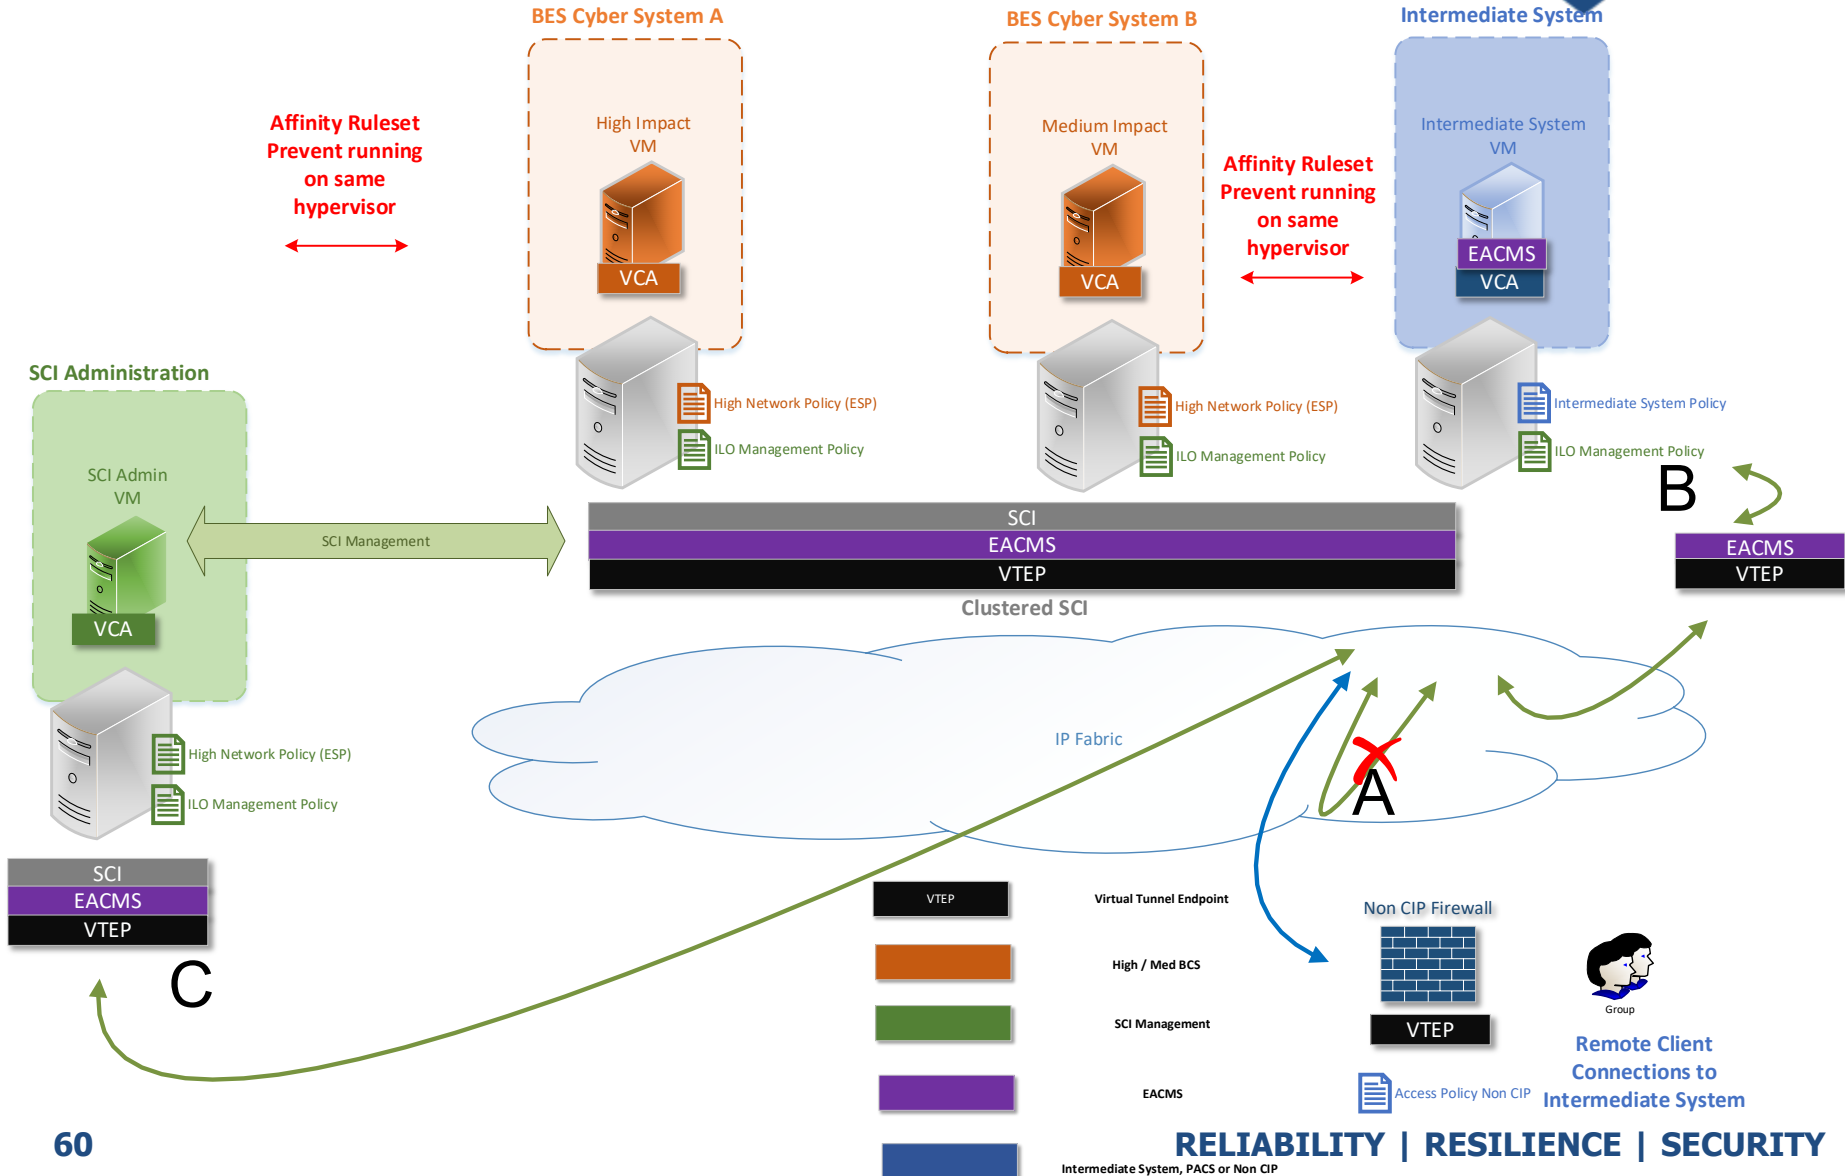 BES Cyber System A
BES Cyber System B
Intermediate System
Affinity Ruleset
Prevent running
on same
hypervisor
High Impact
VM
VCA
Medium Impact
VM
VCA
Affinity Ruleset
Prevent running
on same
hypervisor
Intermediate System
VM
EACMS
VCA
High Network Policy (ESP)
ILO Management Policy
High Network Policy (ESP)
ILO Management Policy
Intermediate System Policy
ILO Management Policy
SCI Administration
SCI Admin
VM
VCA
SCI Management
SCI
EACMS
VTEP
Clustered SCI
B
EACMS
VTEP
High Network Policy (ESP)
ILO Management Policy
IP Fabric
A
SCI
EACMS
VTEP
C
VTEP
Virtual Tunnel Endpoint
High / Med BCS
SCI Management
EACMS
Intermediate System, PACS or Non CIP
Non CIP Firewall
VTEP
Access Policy Non CIP
Group
Remote Client
Connections to
Intermediate System
60
RELIABILITY | RESILIENCE | SECURITY